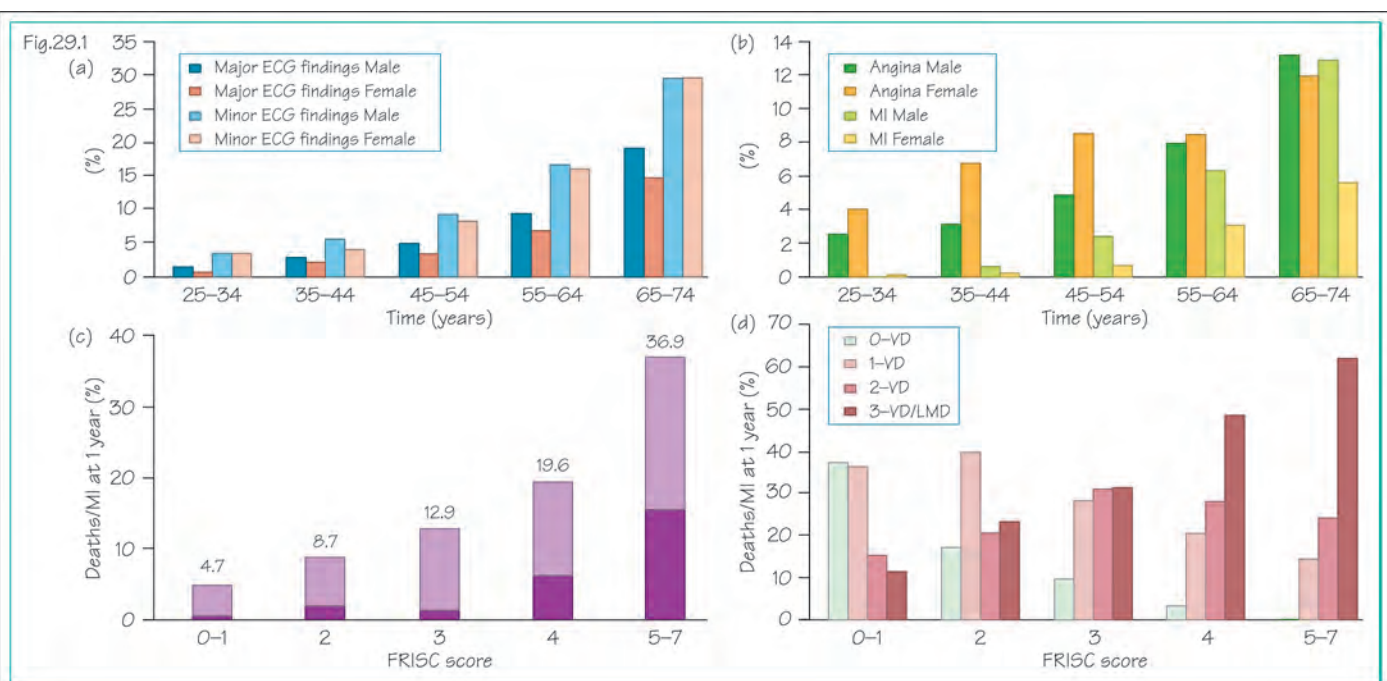 Fig.29.1
(a)
35
30
25
20
15
10
5
0
(%)
Major ECG findings Male
Major ECG findings Female
Minor ECG findings Male
Minor ECG findings Female
25–34 35–44 45–54 55–64 65–74
Time (years)
(b)
14
12
10
8
6
4
2
0
(%)
Angina Male
Angina Female
MI Male
MI Female
25–34 35–44 45–54 55–64 65–74
Time (years)
(c)
40
30
20
10
0
Deaths/MI at 1 year (%)
4.7
8.7
12.9
19.6
36.9
0–1 2 3 4 5–7
FRISC score
(d)
70
60
50
40
30
20
10
0
Deaths/MI at 1 year (%)
0–VD
1–VD
2–VD
3–VD/LMD
0–1 2 3 4 5–7
FRISC score